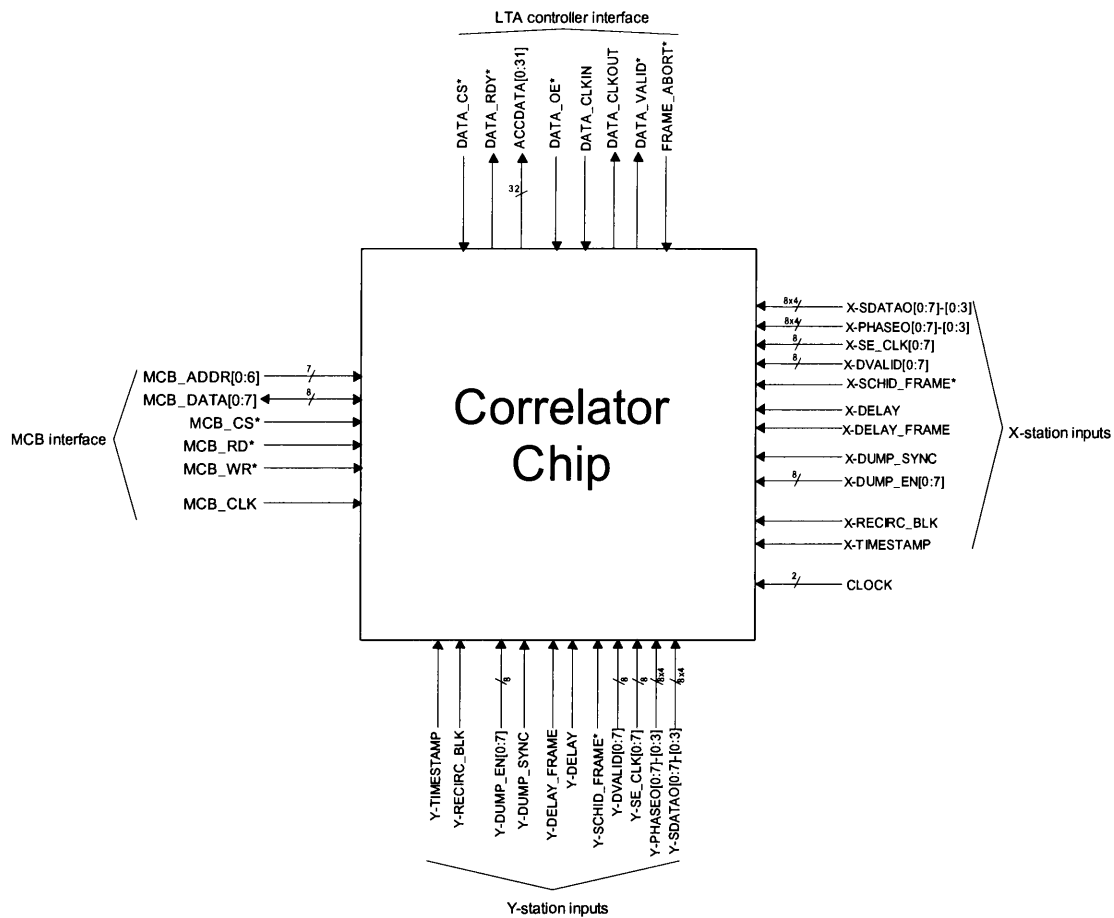 LTA controller interface
DATA_CS*
DATA_RDY*
ACCDATA[0:31]
DATA_OE*
DATA_CLKIN
DATA_CLKOUT
DATA_VALID*
FRAME_ABORT*
32
MCB interface
MCB_ADDR[0:6]
7
MCB_DATA[0:7]
8
MCB_CS*
MCB_RD*
MCB_WR*
MCB_CLK
Correlator
Chip
8x4
X-SDATAO[0:7]-[0:3]
8x4
X-PHASEO[0:7]-[0:3]
8
X-SE_CLK[0:7]
8
X-DVALID[0:7]
X-SCHID_FRAME*
X-DELAY
X-DELAY_FRAME
X-DUMP_SYNC
8
X-DUMP_EN[0:7]
X-RECIRC_BLK
X-TIMESTAMP
2
CLOCK
X-station inputs
8
8
8
8x4
8x4
Y-TIMESTAMP
Y-RECIRC_BLK
Y-DUMP_EN[0:7]
Y-DUMP_SYNC
Y-DELAY_FRAME
Y-DELAY
Y-SCHID_FRAME*
Y-DVALID[0:7]
Y-SE_CLK[0:7]
Y-PHASEO[0:7]-[0:3]
Y-SDATAO[0:7]-[0:3]
Y-station inputs